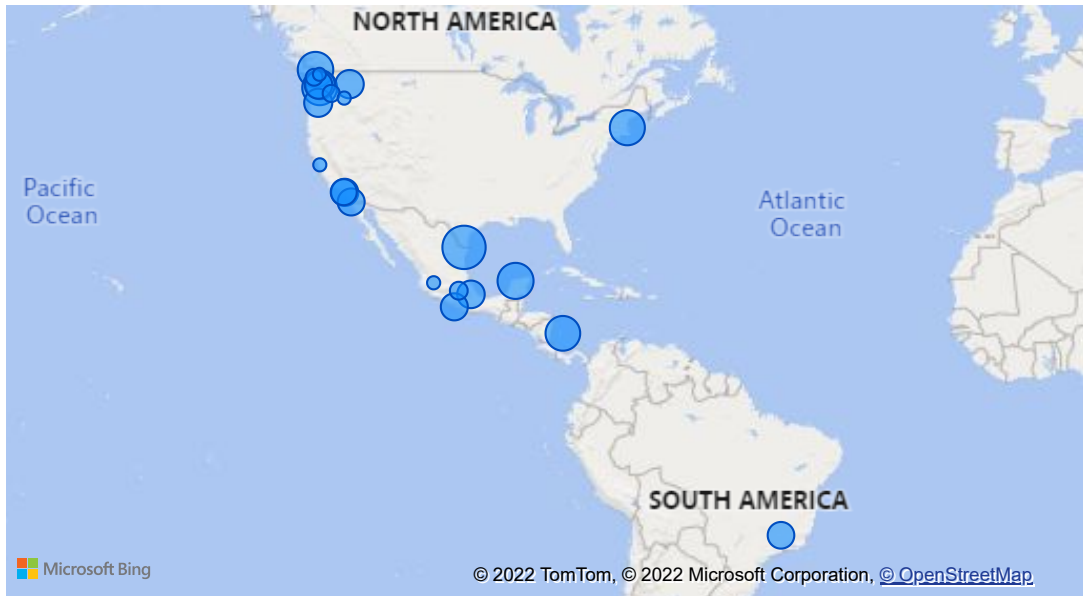 NORTH AMERICA
Pacific
Ocean
Atlantic
Ocean
SOUTH AMERICA
Microsoft Bing
© 2022 TomTom, © 2022 Microsoft Corporation, © OpenStreetMap